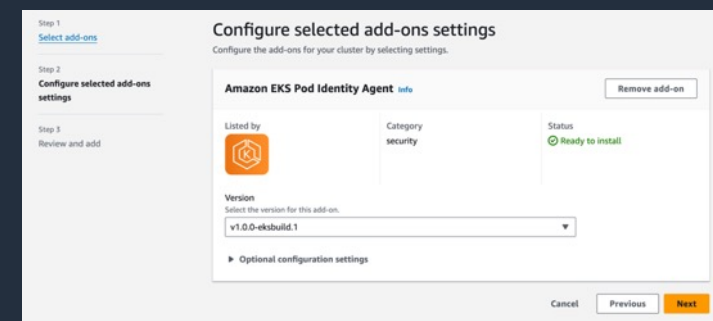 Step 1
Select add-ons
Step 2
Configure selected add-ons
settings
Step 3
Review and add
Configure selected add-ons settings
Configure the add-ons for your cluster by selecting settings.
Amazon EKS Pod Identity Agent Info
Remove add-on
Listed by
K
Category
security
Status
Ready to install
Version
Select the version for this add-on.
v1.0.0-eksbuild.1
Optional configuration settings
Cancel
Previous
Next